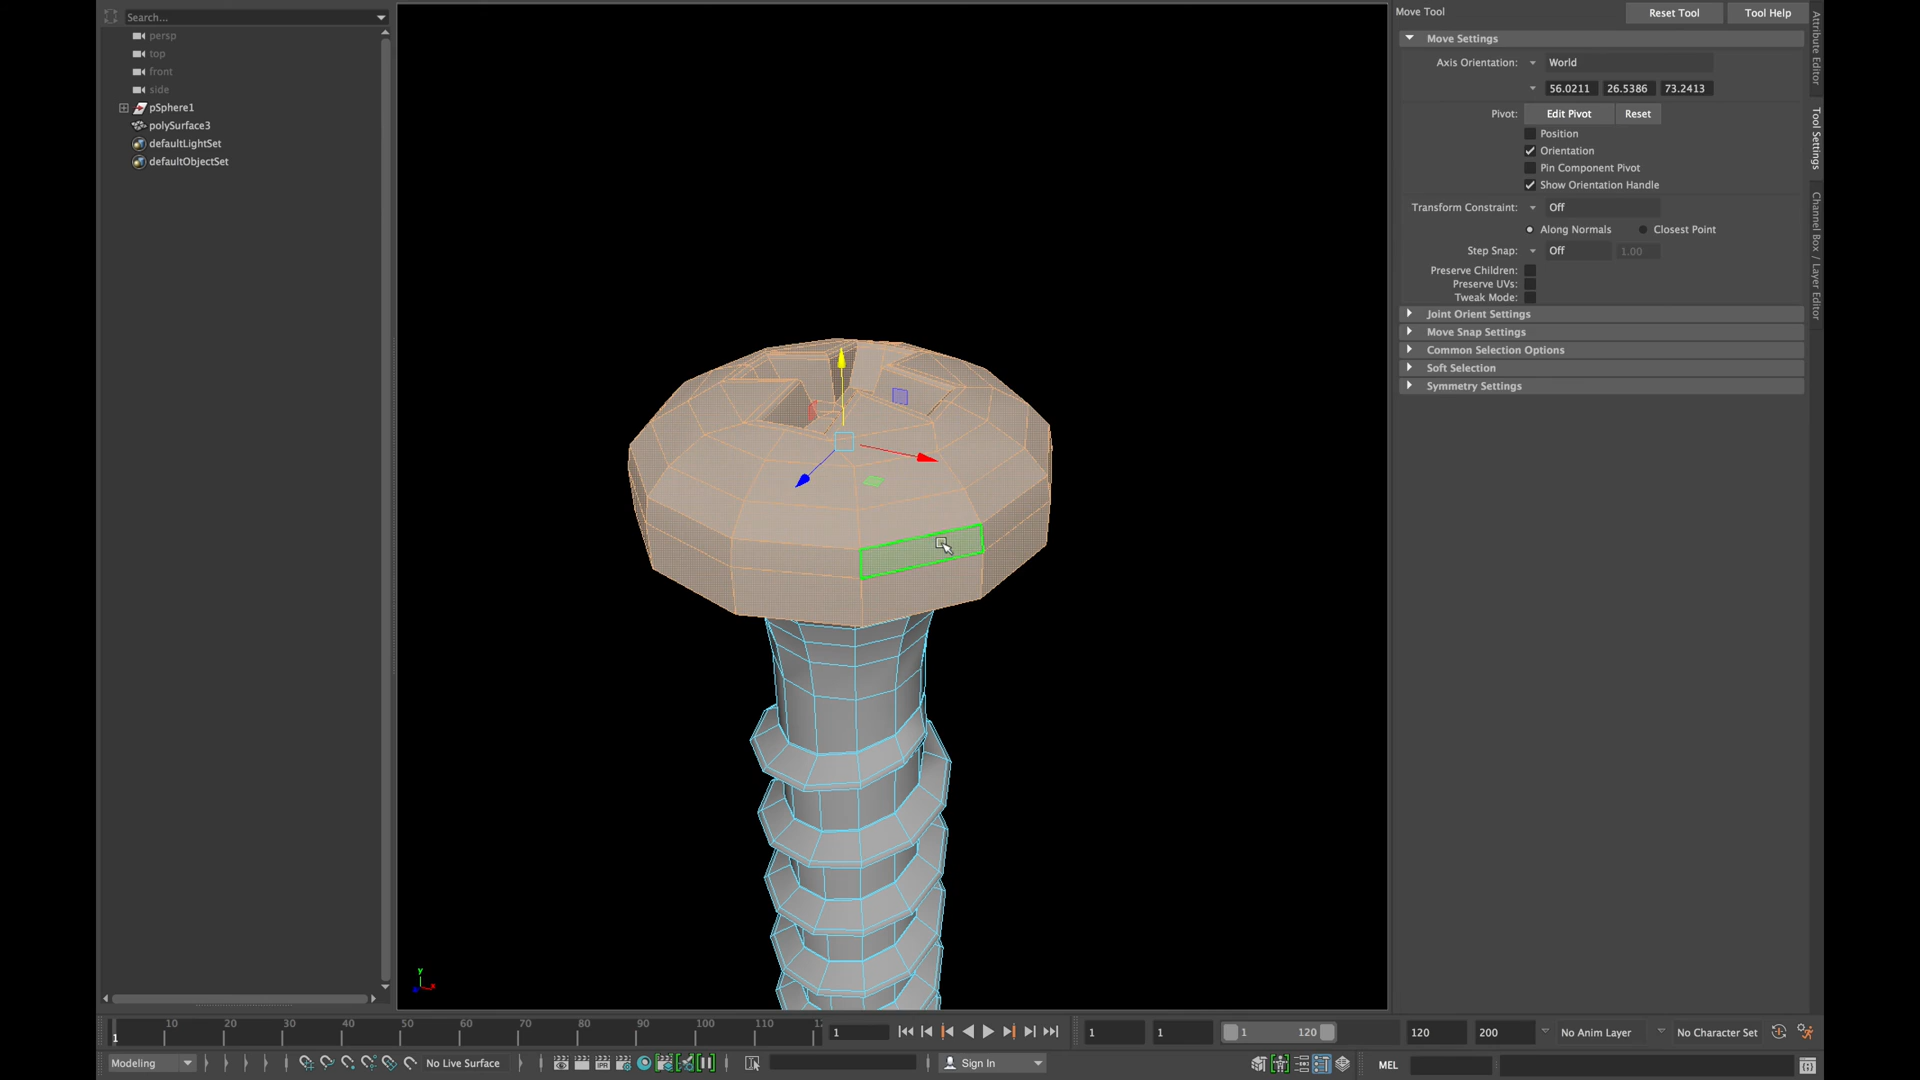 Search...
persp
top
front
side
pSphere1
polySurface3
defaultLightSet
defaultObjectSet
Move Tool
Reset Tool
Tool Help
Move Settings
Axis Orientation: World
56.0211 26.5386 73.2413
Pivot: Edit Pivot Reset
Position
Orientation
Pin Component Pivot
Show Orientation Handle
Transform Constraint: Off
Along Normals Closest Point
Step Snap: Off 1.00
Preserve Children:
Preserve UVs:
Tweak Mode:
Joint Orient Settings
Move Snap Settings
Common Selection Options
Soft Selection
Symmetry Settings
Attribute Editor
Tool Settings
Channel Box / Layer Editor
y
1 10 20 30 40 50 60 70 80 90 100 110 12
1
1 1 1 120 120 200 No Anim Layer No Character Set
Modeling No Live Surface IPR Sign In MEL